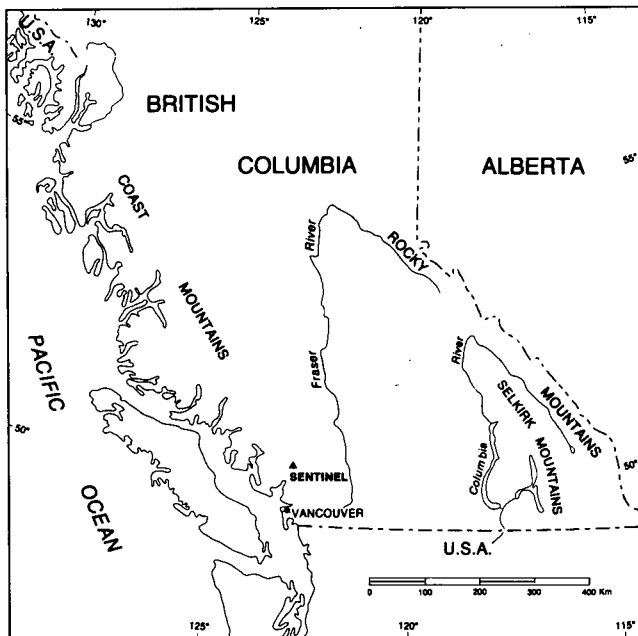 130°
125°
120°
115°
U.S.A.
BRITISH
55°
55°
COLUMBIA
ALBERTA
COAST
MOUNTAINS
River
Fraser
ROCKY
MOUNTAINS
PACIFIC
OCEAN
River
Columbia
SELKIRK
MOUNTAINS
50°
50°
SENTINEL
VANCOUVER
U.S.A.
0 100 200 300 400 Km
125°
120°
115°